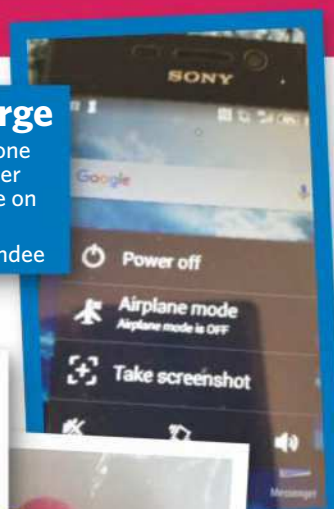 rge
one
er
e on
ndee
SONY
Google
Power off
Airplane mode
Airplane mode is OFF
Take screenshot
Messenger